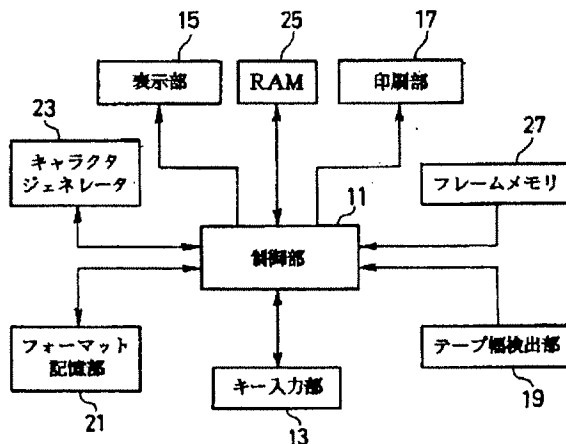 15
25
17
表示部
RAM
印刷部
23
キャラクタ
ジェネレータ
27
フレームメモリ
11
制御部
フォーマット
記憶部
21
キー入力部
13
テープ幅検出部
19